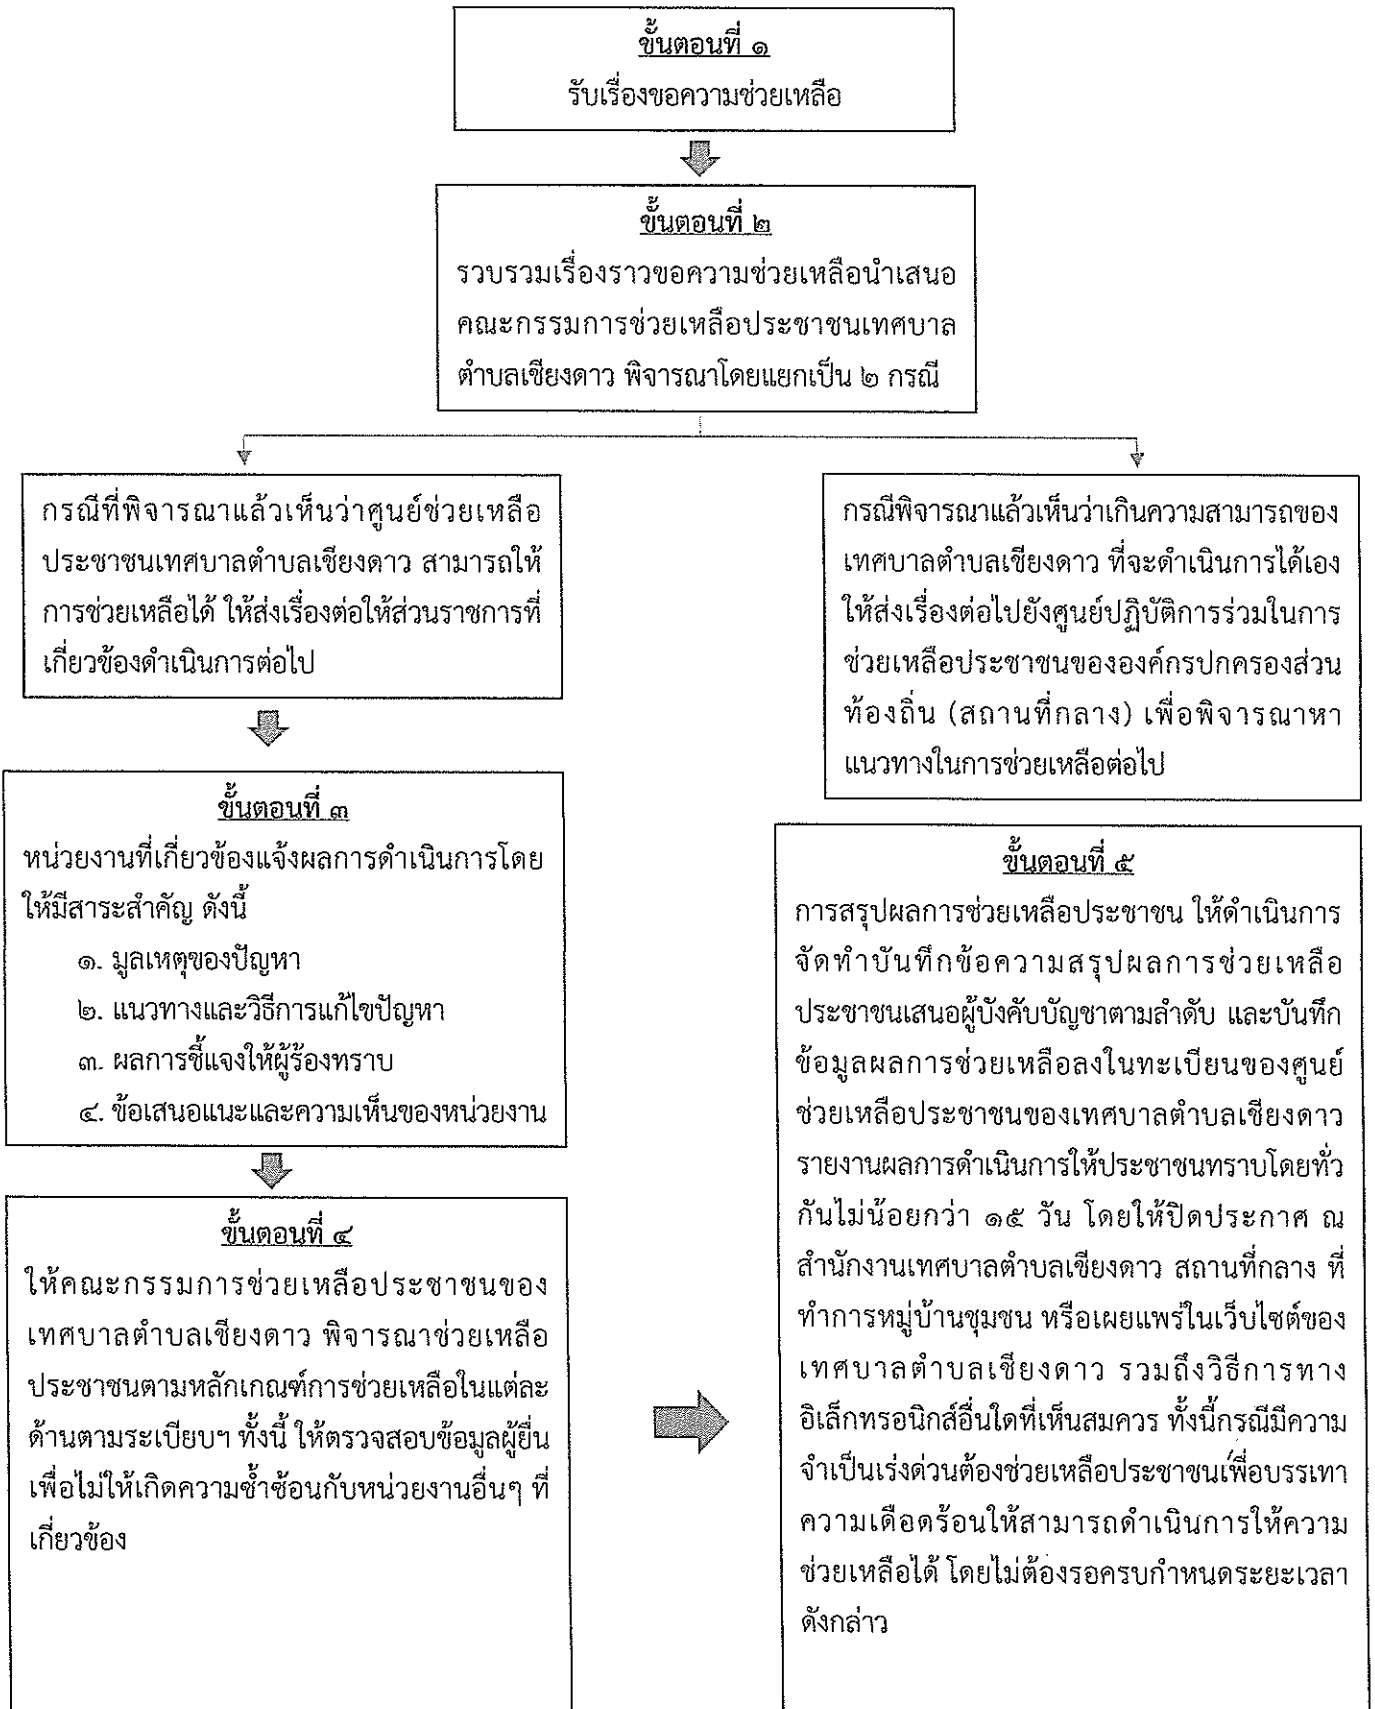 ขั้นตอนที่ ๑
รับเรื่องขอความช่วยเหลือ
ขั้นตอนที่ ๒
รวบรวมเรื่องราวขอความช่วยเหลือนำเสนอ
คณะกรรมการช่วยเหลือประชาชนเทศบาล
ตำบลเชียงดาว พิจารณาโดยแยกเป็น ๒ กรณี
กรณีที่พิจารณาแล้วเห็นว่าศูนย์ช่วยเหลือ
ประชาชนเทศบาลตำบลเชียงดาว สามารถให้
การช่วยเหลือได้ ให้ส่งเรื่องต่อให้ส่วนราชการที่
เกี่ยวข้องดำเนินการต่อไป
กรณีพิจารณาแล้วเห็นว่าเกินความสามารถของ
เทศบาลตำบลเชียงดาว ที่จะดำเนินการได้เอง
ให้ส่งเรื่องต่อไปยังศูนย์ปฏิบัติการร่วมในการ
ช่วยเหลือประชาชนขององค์กรปกครองส่วน
ท้องถิ่น (สถานที่กลาง) เพื่อพิจารณาหา
แนวทางในการช่วยเหลือต่อไป
ขั้นตอนที่ ๓
หน่วยงานที่เกี่ยวข้องแจ้งผลการดำเนินการโดย
ให้มีสาระสำคัญ ดังนี้
๑. มูลเหตุของปัญหา
๒. แนวทางและวิธีการแก้ไขปัญหา
๓. ผลการชี้แจงให้ผู้ร้องทราบ
๔. ข้อเสนอแนะและความเห็นของหน่วยงาน
ขั้นตอนที่ ๔
ให้คณะกรรมการช่วยเหลือประชาชนของ
เทศบาลตำบลเชียงดาว พิจารณาช่วยเหลือ
ประชาชนตามหลักเกณฑ์การช่วยเหลือในแต่ละ
ด้านตามระเบียบฯ ทั้งนี้ ให้ตรวจสอบข้อมูลผู้ยื่น
เพื่อไม่ให้เกิดความซ้ำซ้อนกับหน่วยงานอื่นๆ ที่
เกี่ยวข้อง
ขั้นตอนที่ ๕
การสรุปผลการช่วยเหลือประชาชน ให้ดำเนินการ
จัดทำบันทึกข้อความสรุปผลการช่วยเหลือ
ประชาชนเสนอผู้บังคับบัญชาตามลำดับ และบันทึก
ข้อมูลผลการช่วยเหลือลงในทะเบียนของศูนย์
ช่วยเหลือประชาชนของเทศบาลตำบลเชียงดาว
รายงานผลการดำเนินการให้ประชาชนทราบโดยทั่ว
กันไม่น้อยกว่า ๑๕ วัน โดยให้ปิดประกาศ ณ
สำนักงานเทศบาลตำบลเชียงดาว สถานที่กลาง ที่
ทำการหมู่บ้านชุมชน หรือเผยแพร่ในเว็บไซต์ของ
เทศบาลตำบลเชียงดาว รวมถึงวิธีการทาง
อิเล็กทรอนิกส์อื่นใดที่เห็นสมควร ทั้งนี้กรณีมีความ
จำเป็นเร่งด่วนต้องช่วยเหลือประชาชนเพื่อบรรเทา
ความเดือดร้อนให้สามารถดำเนินการให้ความ
ช่วยเหลือได้ โดยไม่ต้องรอครบกำหนดระยะเวลา
ดังกล่าว